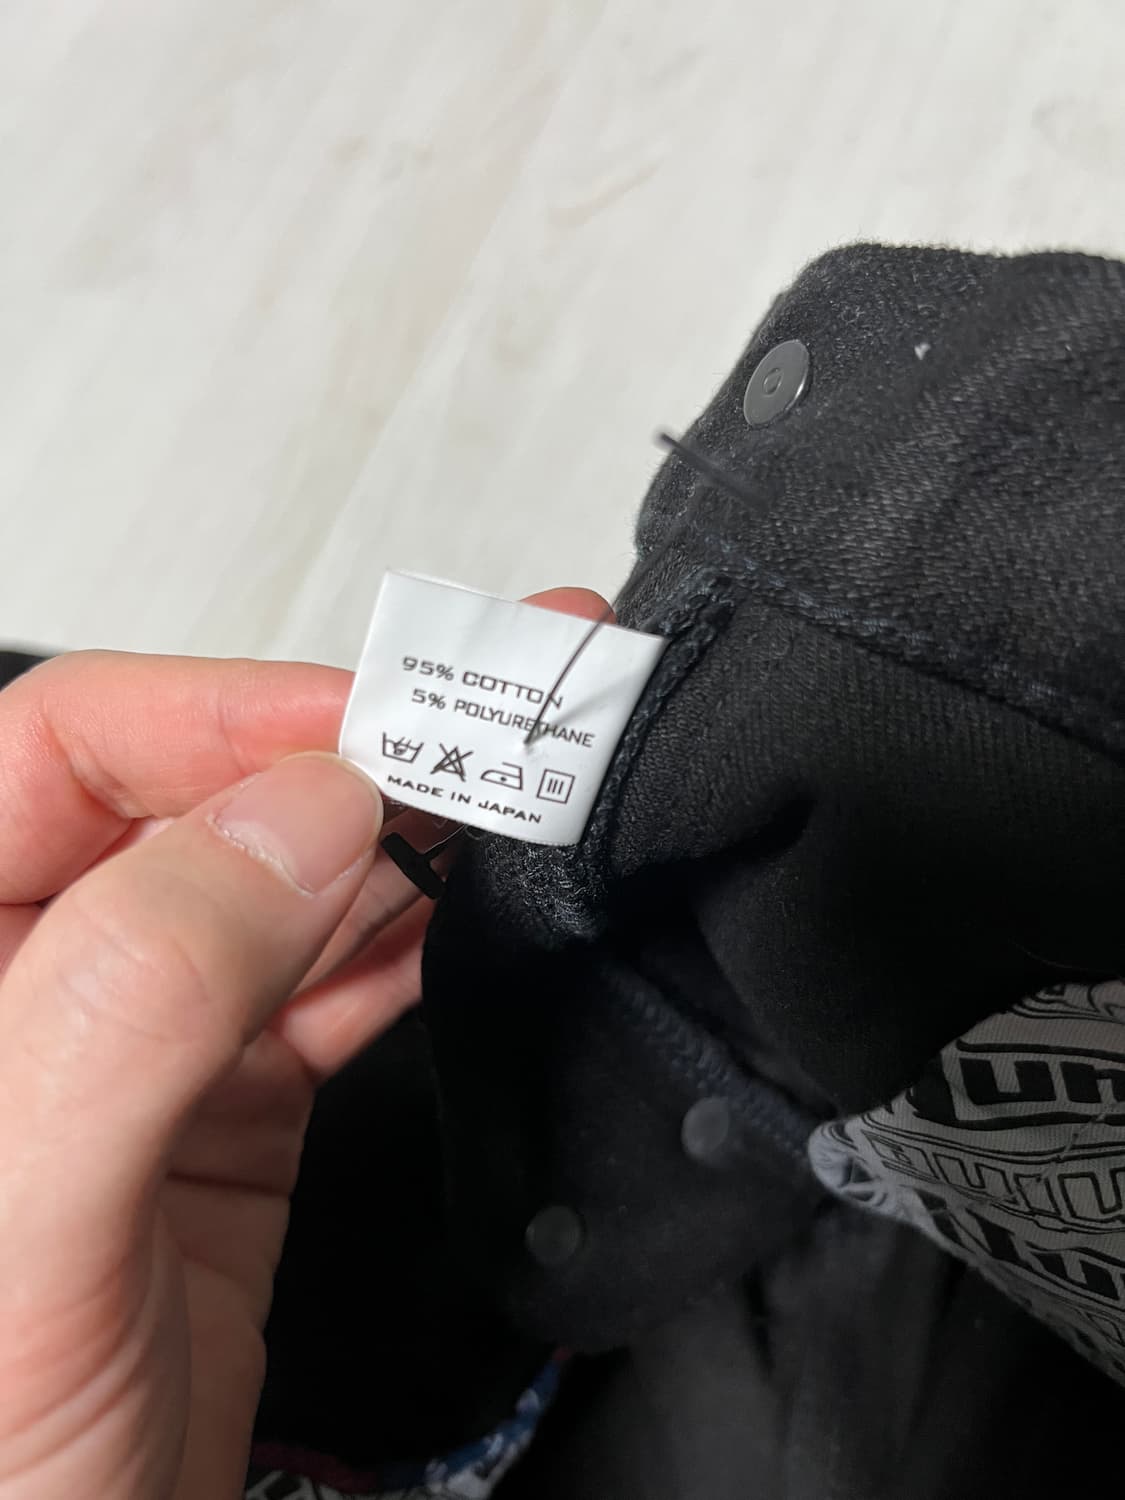 95% COTTON
5% POLYURETHANE
MADE IN JAPAN